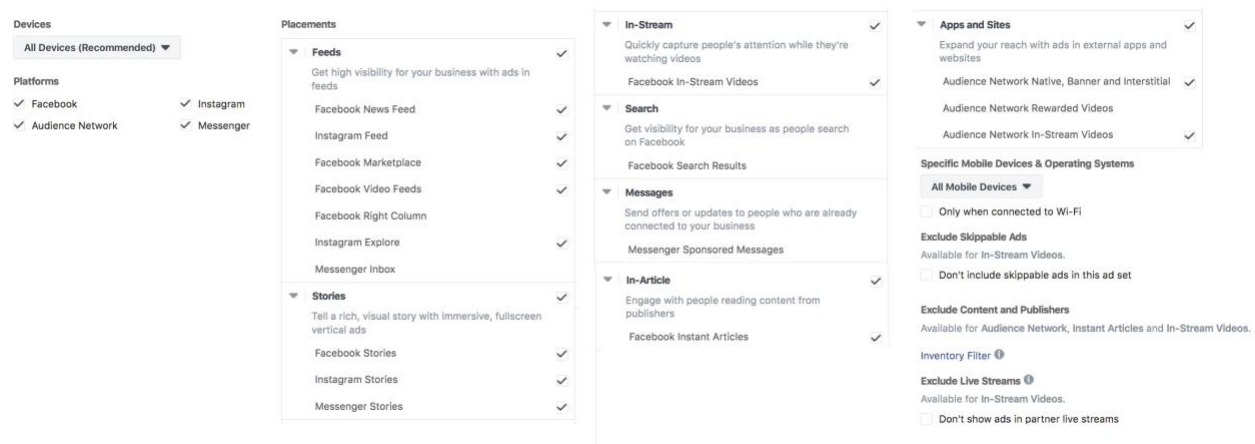 Devices
All Devices (Recommended)
Platforms
Facebook
Instagram
Audience Network
Messenger
Placements
Feeds
Get high visibility for your business with ads in
feeds
Facebook News Feed
Instagram Feed
Facebook Marketplace
Facebook Video Feeds
Facebook Right Column
Instagram Explore
Messenger Inbox
Stories
Tell a rich, visual story with immersive, fullscreen
vertical ads
Facebook Stories
Instagram Stories
Messenger Stories
In-Stream
Quickly capture people's attention while they're
watching videos
Facebook In-Stream Videos
Search
Get visibility for your business as people search
on Facebook
Facebook Search Results
Messages
Send offers or updates to people who are already
connected to your business
Messenger Sponsored Messages
In-Article
Engage with people reading content from
publishers
Facebook Instant Articles
Apps and Sites
Expand your reach with ads in external apps and
websites
Audience Network Native, Banner and Interstitial
Audience Network Rewarded Videos
Audience Network In-Stream Videos
Specific Mobile Devices & Operating Systems
All Mobile Devices
Only when connected to Wi-Fi
Exclude Skippable Ads
Available for In-Stream Videos.
Don't include skippable ads in this ad set
Exclude Content and Publishers
Available for Audience Network, Instant Articles and In-Stream Videos.
Inventory Filter
Exclude Live Streams
Available for In-Stream Videos.
Don't show ads in partner live streams